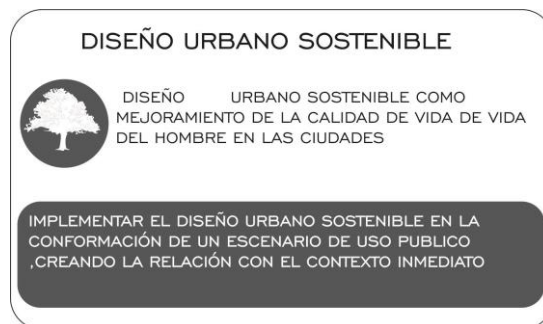 DISEÑO URBANO SOSTENIBLE
DISEÑO URBANO SOSTENIBLE COMO
MEJORAMIENTO DE LA CALIDAD DE VIDA DE VIDA
DEL HOMBRE EN LAS CIUDADES
IMPLEMENTAR EL DISEÑO URBANO SOSTENIBLE EN LA
CONFORMACIÓN DE UN ESCENARIO DE USO PUBLICO
,CREANDO LA RELACIÓN CON EL CONTEXTO INMEDIATO